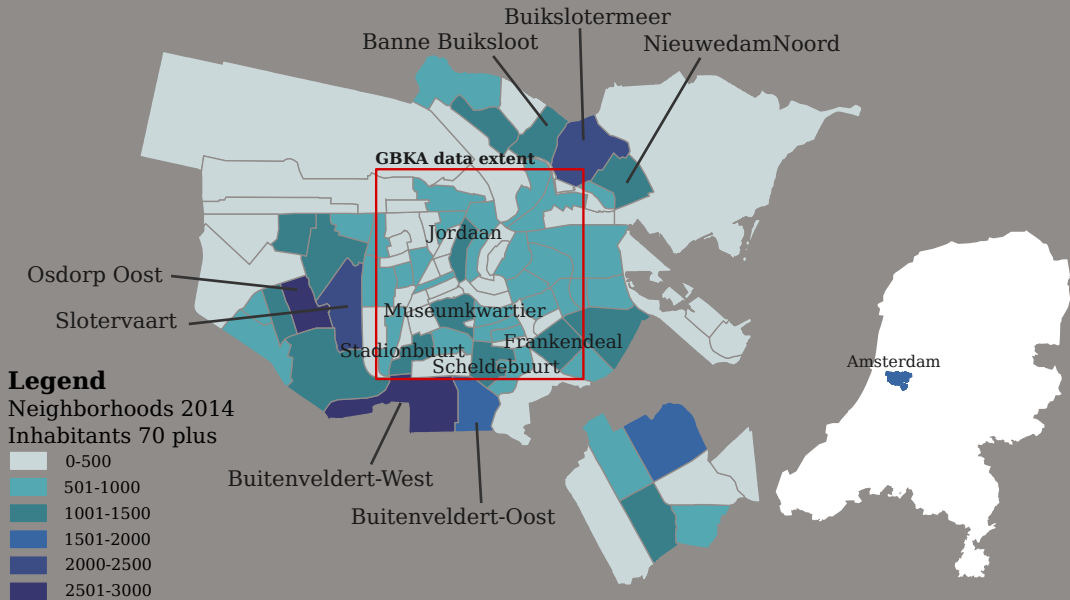 Buikslotermeer
Banne Buiksloot
NieuwedamNoord
GBKA data extent
Jordaan
Osdorp Oost
Museumkwartier
Slotervaart
Frankendeal
Stadionbuurt
Scheldebuurt
Amsterdam
Legend
Neighborhoods 2014
Inhabitants 70 plus
0-500
501-1000
1001-1500
1501-2000
2000-2500
2501-3000
Buitenveldert-West
Buitenveldert-Oost